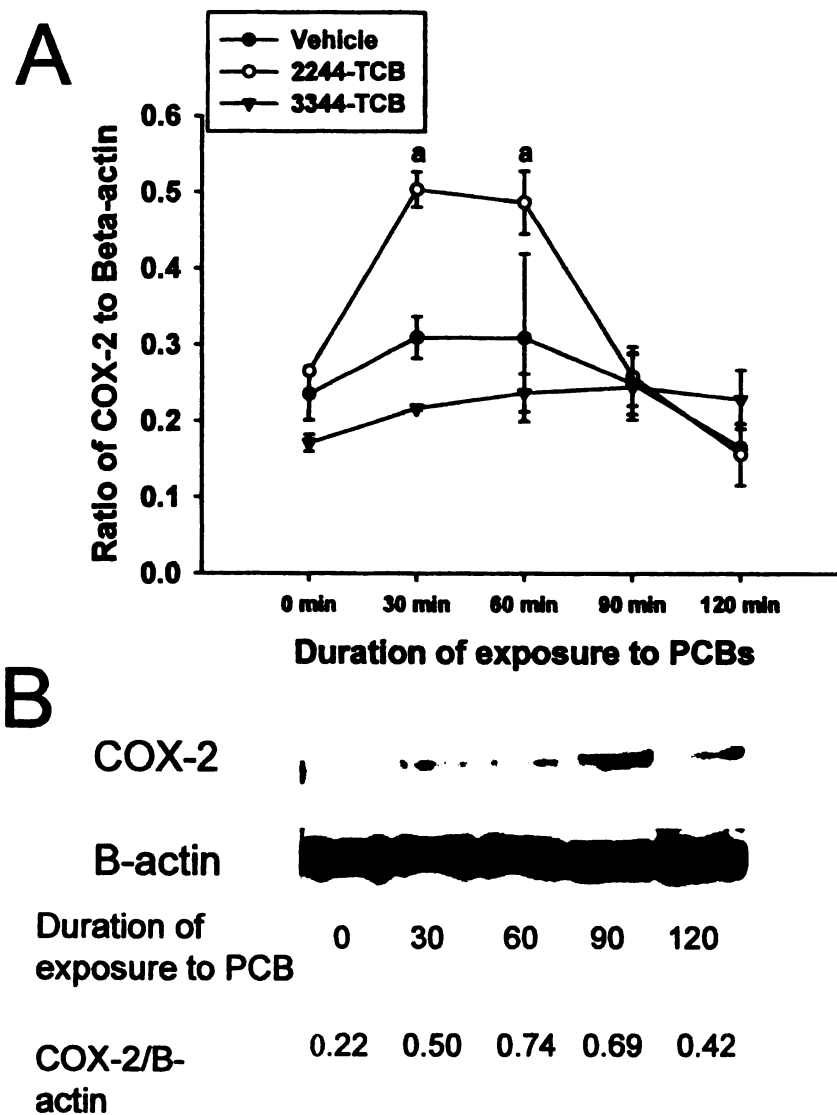 A
Vehicle
2244-TCB
3344-TCB
0.6
0.5
0.4
0.3
0.2
0.1
0.0
Ratio of COX-2 to Beta-actin
a a
0 min 30 min 60 min 90 min 120 min
Duration of exposure to PCBs
B
COX-2
B-actin
Duration of
exposure to PCB
0 30 60 90 120
COX-2/B-
actin
0.22 0.50 0.74 0.69 0.42